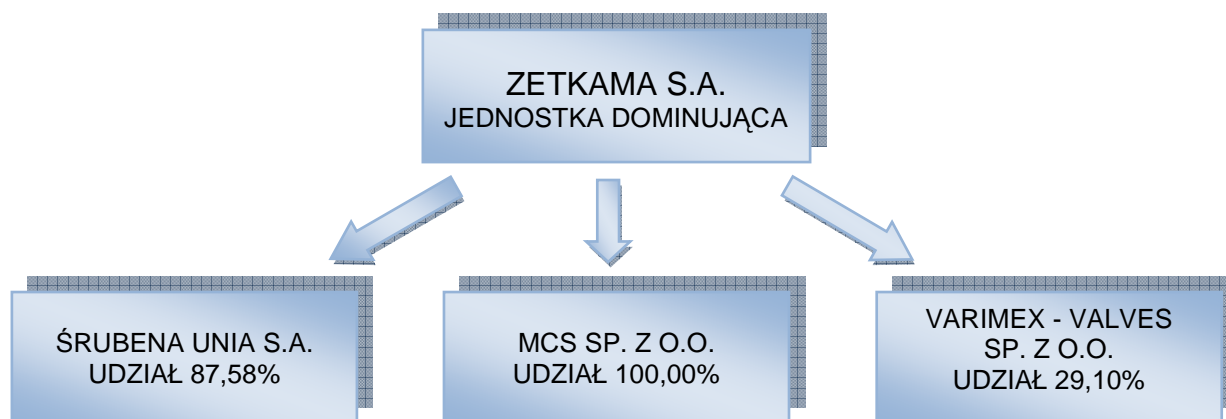 ZETKAMA S.A.
JEDNOSTKA DOMINUJĄCA
ŚRUBENA UNIA S.A.
UDZIAŁ 87,58%
MCS SP. Z O.O.
UDZIAŁ 100,00%
VARIMEX - VALVES
SP. Z O.O.
UDZIAŁ 29,10%